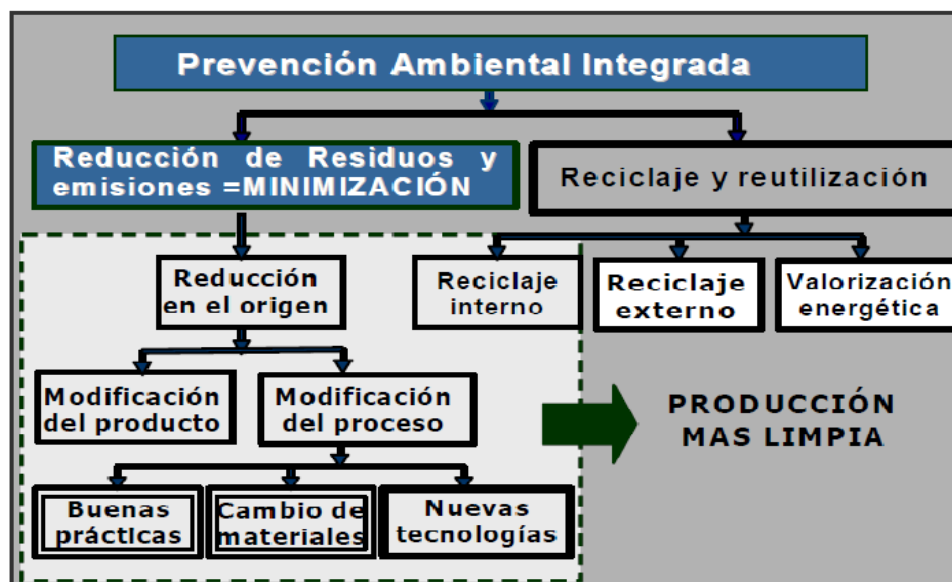 Prevención Ambiental Integrada
Reducción de Residuos y
emisiones =MINIMIZACIÓN
Reciclaje y reutilización
Reducción
en el origen
Reciclaje
interno
Reciclaje
externo
Valorización
energética
Modificación
del producto
Modificación
del proceso
PRODUCCIÓN
MAS LIMPIA
Buenas
prácticas
Cambio de
materiales
Nuevas
tecnologías